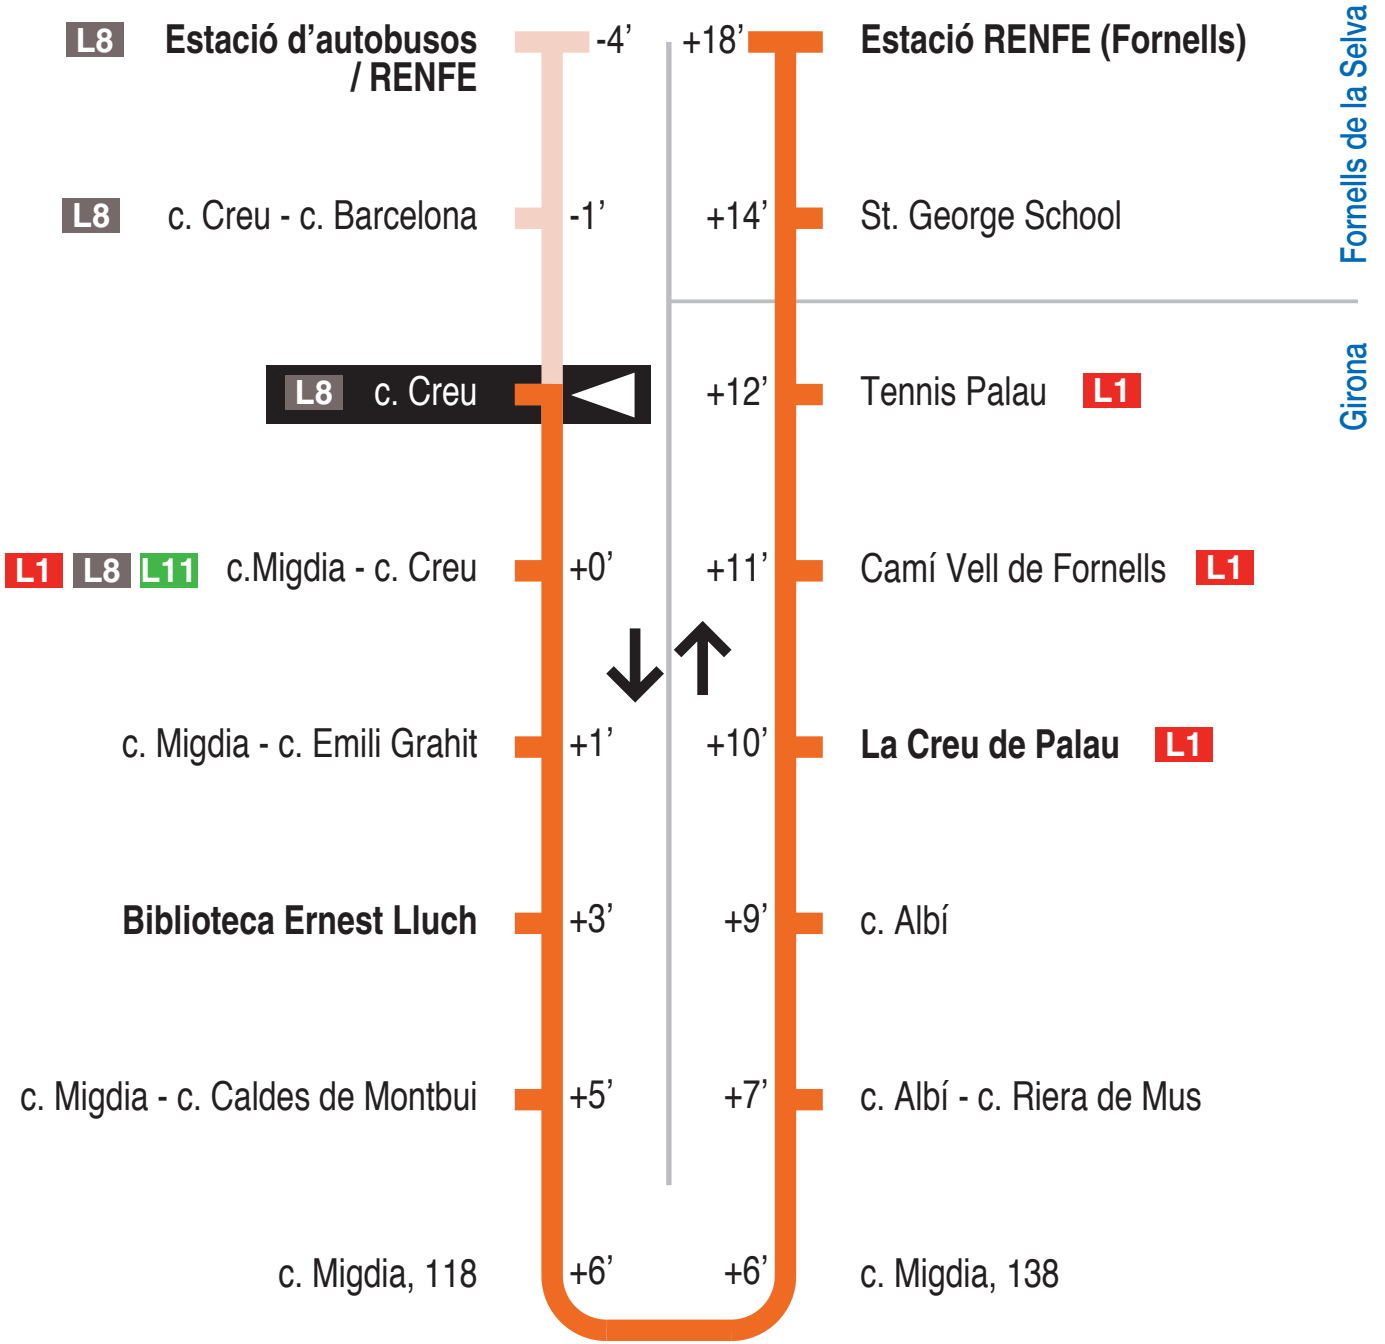 L8 Estació d’autobusos
/ RENFE
-4’
L8 c. Creu - c. Barcelona -1’
L8 c. Creu
L1 L8 L11 c.Migdia - c. Creu +0’
c. Migdia - c. Emili Grahit +1’
Biblioteca Ernest Lluch +3’
c. Migdia - c. Caldes de Montbui +5’
c. Migdia, 118 +6’
+18’ Estació RENFE (Fornells)
+14’ St. George School
+12’ Tennis Palau L1
+11’ Camí Vell de Fornells L1
+10’ La Creu de Palau L1
+9’ c. Albí
+7’ c. Albí - c. Riera de Mus
+6’ c. Migdia, 138
Fornells de la Selva
Girona